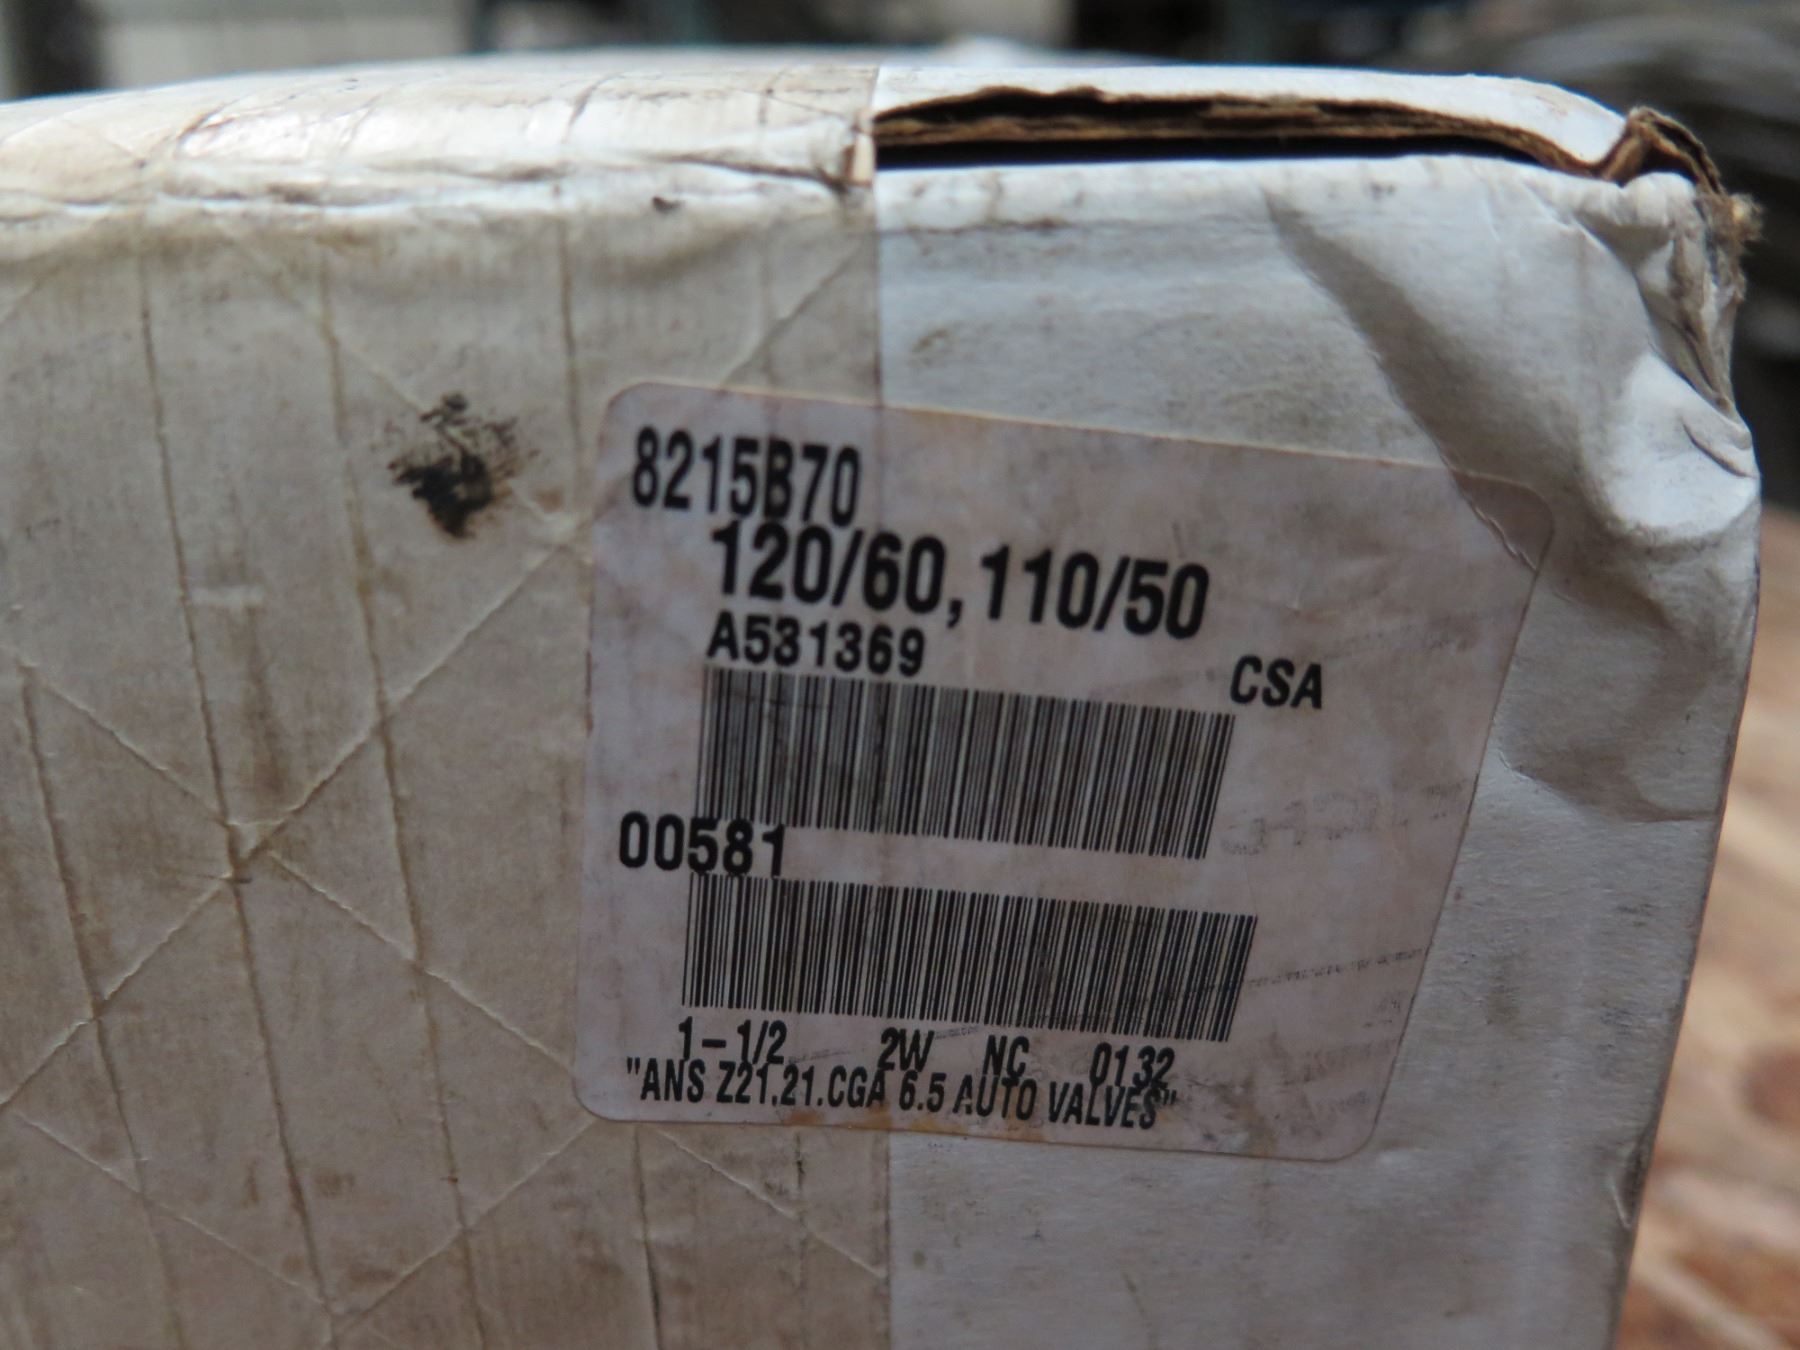 8215B70
120/60, 110/50
A531369
CSA
00581
1-1/2 2W NC 0132
"ANS Z21.21.CGA 6.5 AUTO VALVES"